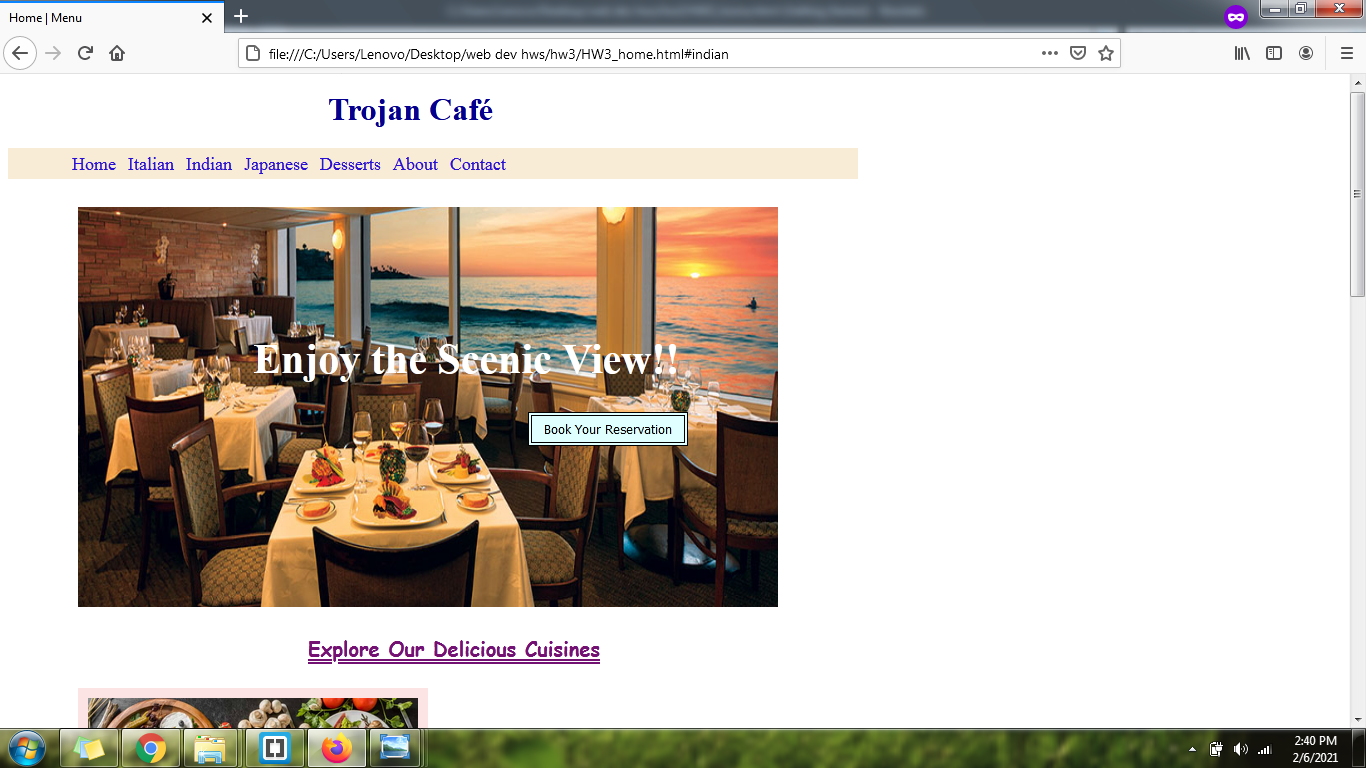 Home | Menu
file:///C:/Users/Lenovo/Desktop/web dev hws/hw3/HW3_home.html#indian
Trojan Café
Home Italian Indian Japanese Desserts About Contact
Enjoy the Scenic View!!
Book Your Reservation
Explore Our Delicious Cuisines
2:40 PM
2/6/2021